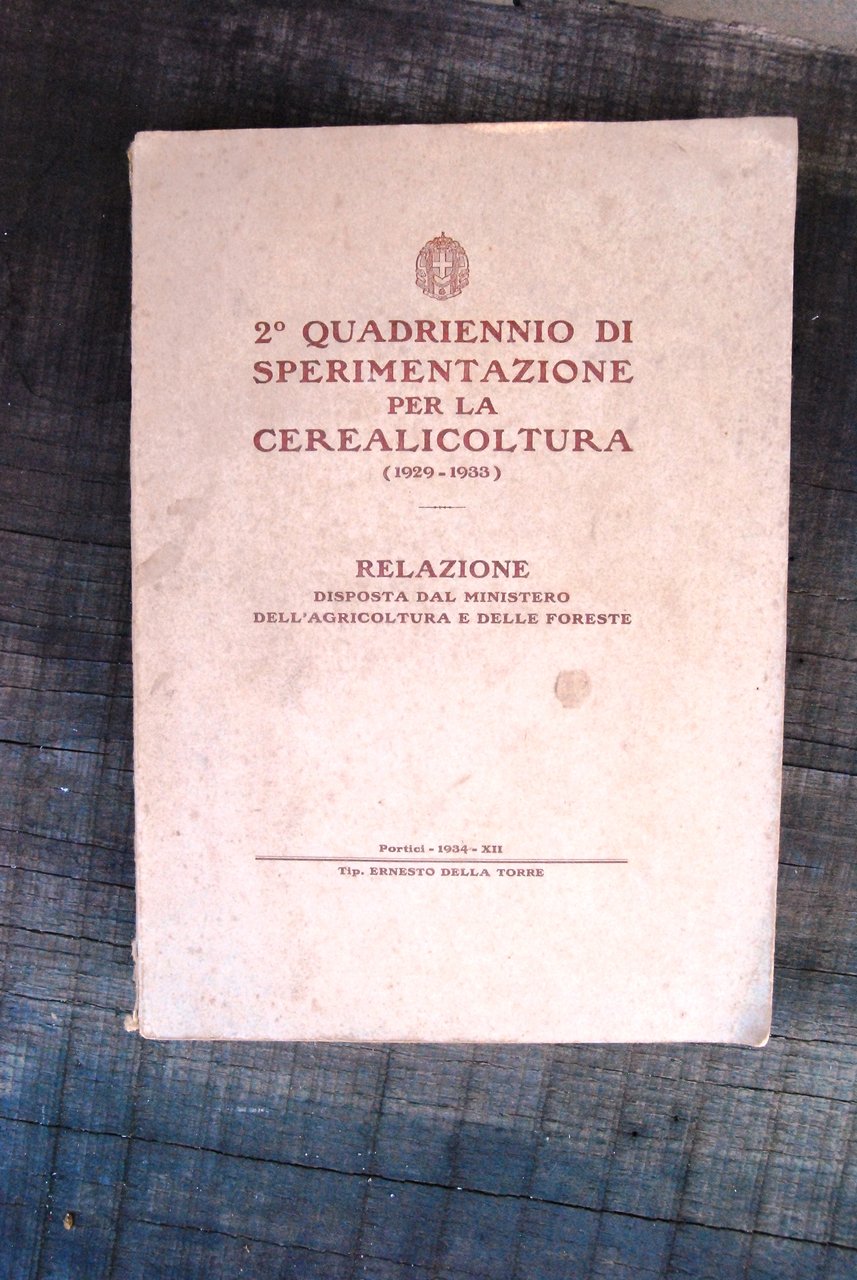 2º QUADRIENNIO DI
SPERIMENTAZIONE
PER LA
CEREALICOLTURA
(1929-1933)
RELAZIONE
DISPOSTA DAL MINISTERO
DELL'AGRICOLTURA E DELLE FORESTE
Portici - 1934 - XII
Tip. ERNESTO DELLA TORRE